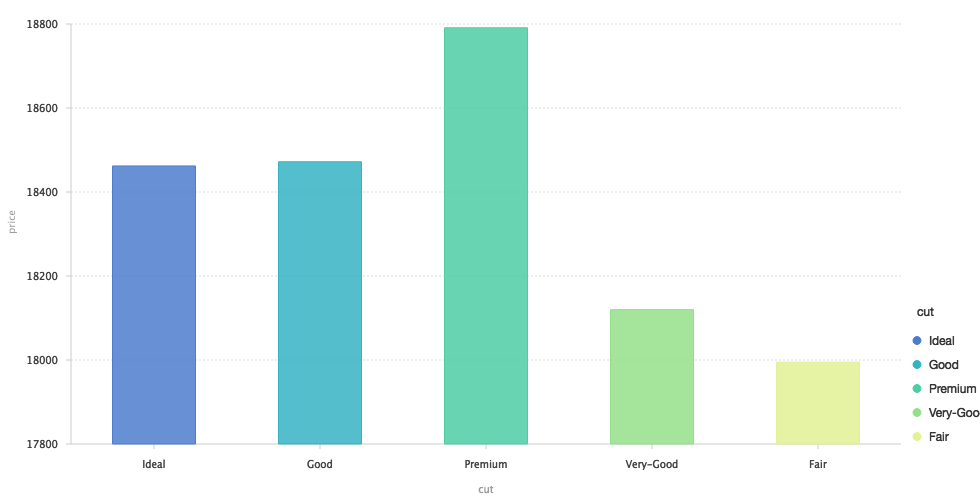 18800
18600
18400
18200
18000
17800
price
Ideal
Good
Premium
Very-Good
Fair
cut
cut
Ideal
Good
Premium
Very-Goo
Fair